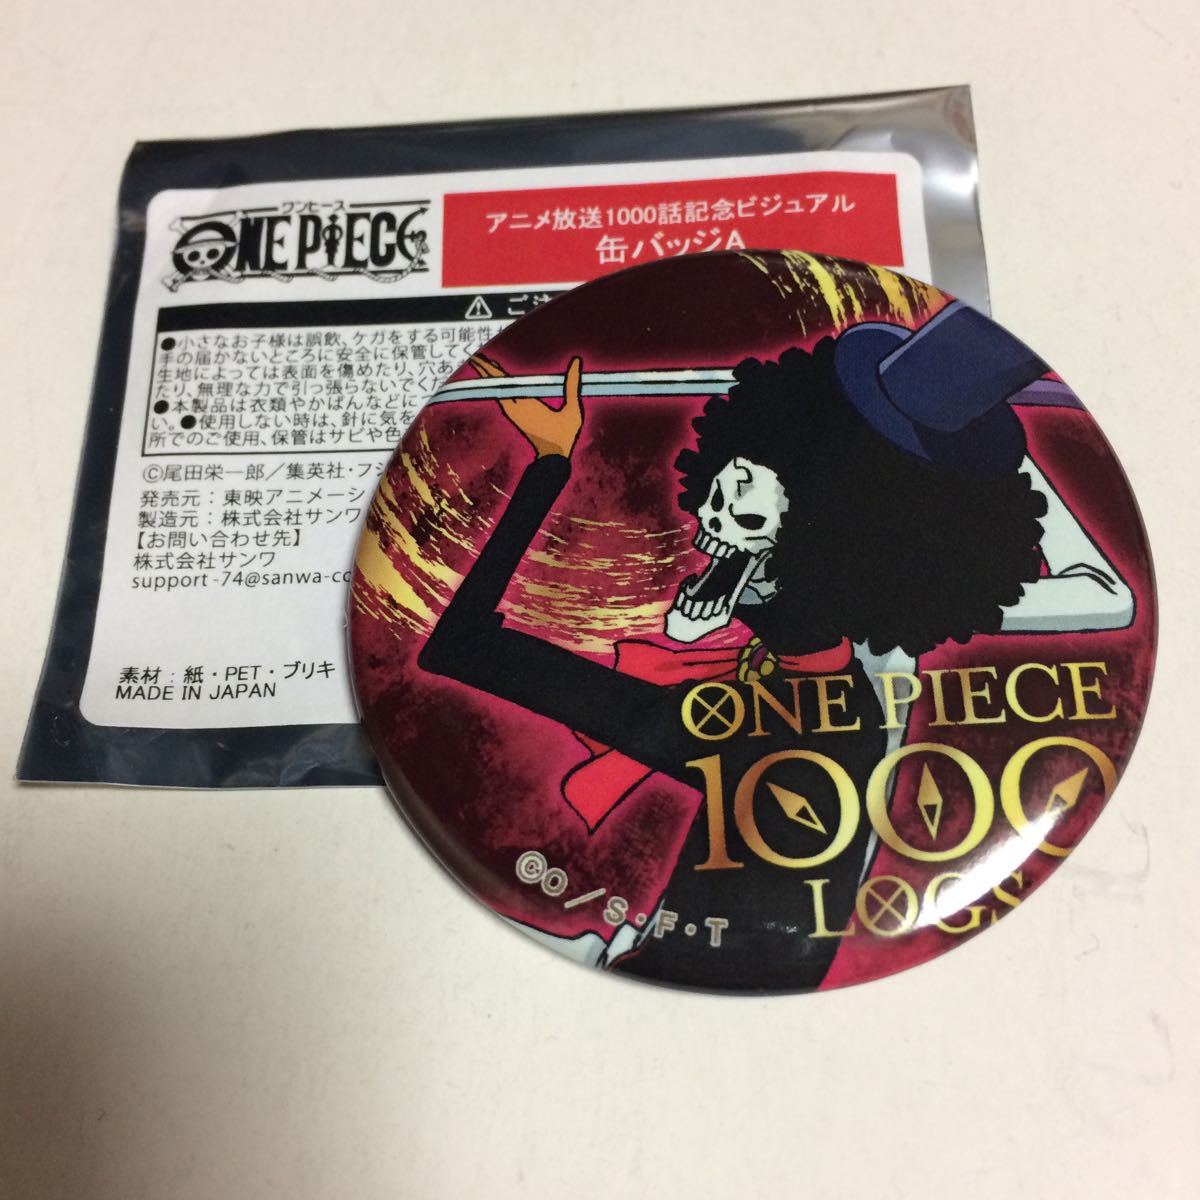 ワンピース
ONE PIECE
アニメ放送1000話記念ビジュアル
缶バッジA
⚠ ご注
●小さなお子様は誤飲、ケガをする可能性が
手の届かないところに安全に保管してく
生地によっては表面を傷めたり、穴あ
たり、無理な力で引っ張らないでくだ
●本製品は衣類やかばんなどに
い。●使用しない時は、針に気を
所でのご使用、保管はサビや色
©尾田栄一郎／集英社・フジ
発売元：東映アニメーシ
製造元：株式会社サンワ
【お問い合わせ先】
株式会社サンワ
support-74@sanwa-co
素材：紙・PET・ブリキ
MADE IN JAPAN
ONE PIECE
1000
LOGS
©O／S・F・T